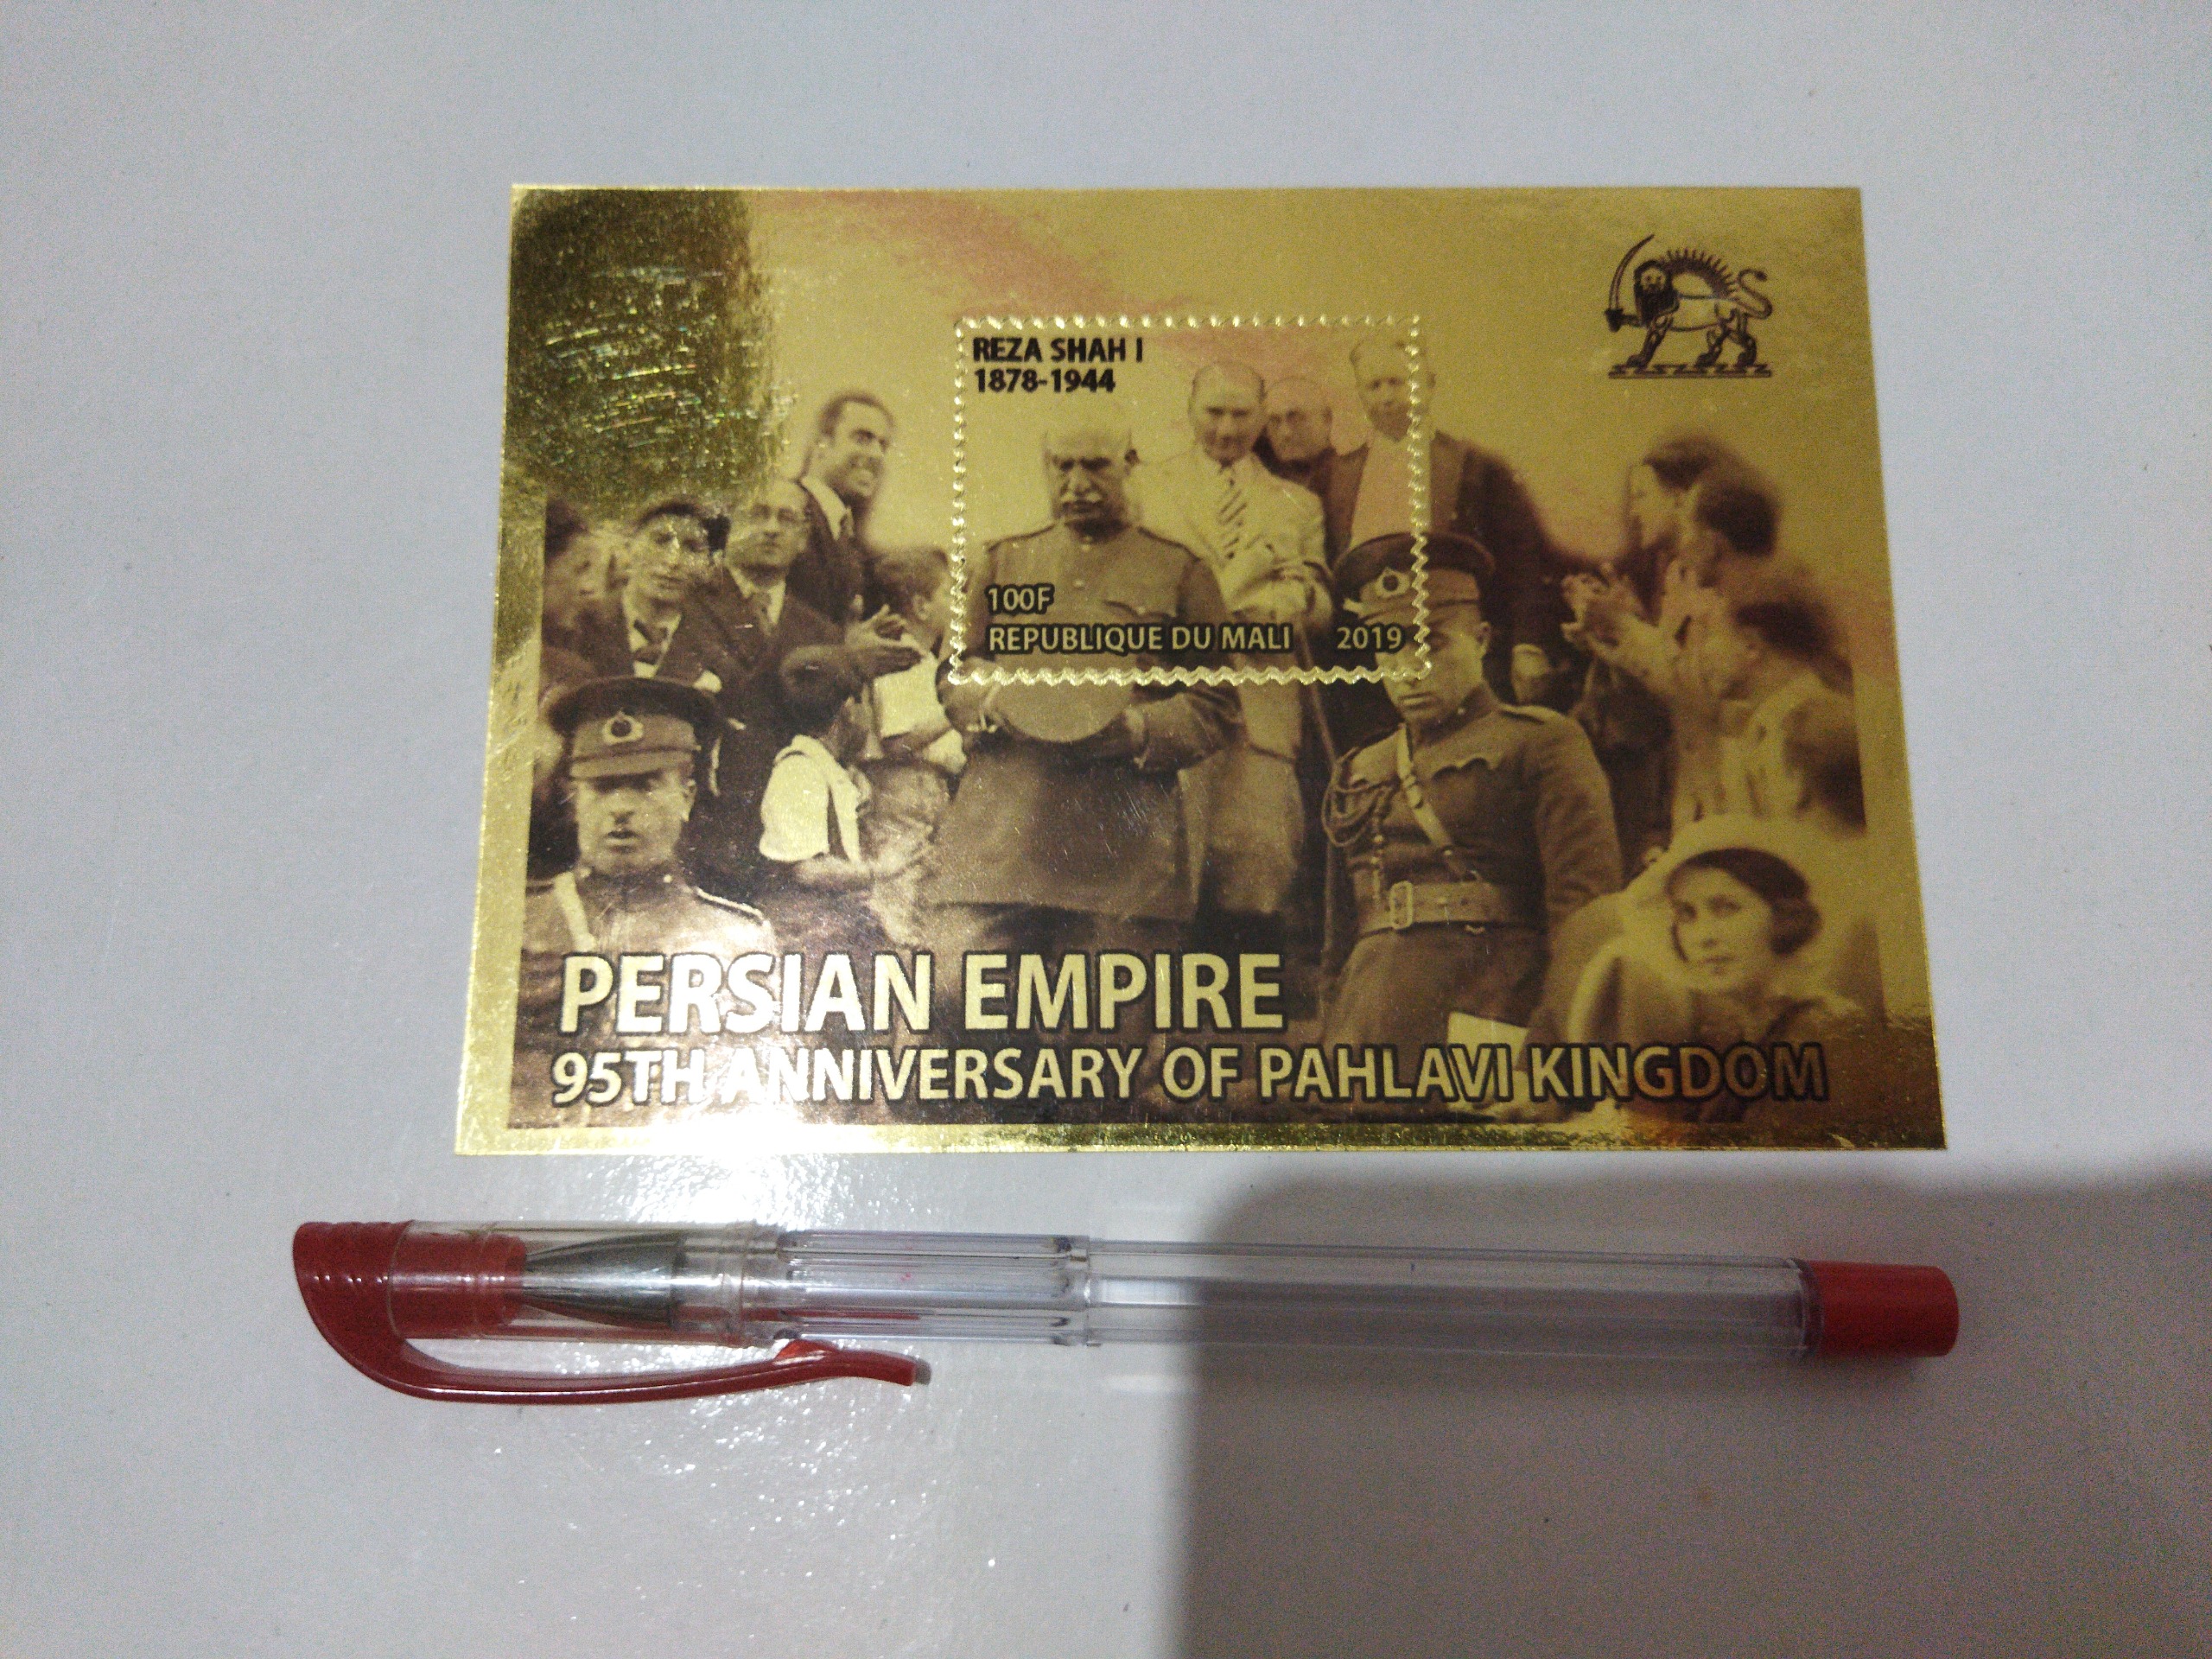 REZA SHAH I
1878-1944
100F
REPUBLIQUE DU MALI 2019
PERSIAN EMPIRE
95TH ANNIVERSARY OF PAHLAVI KINGDOM